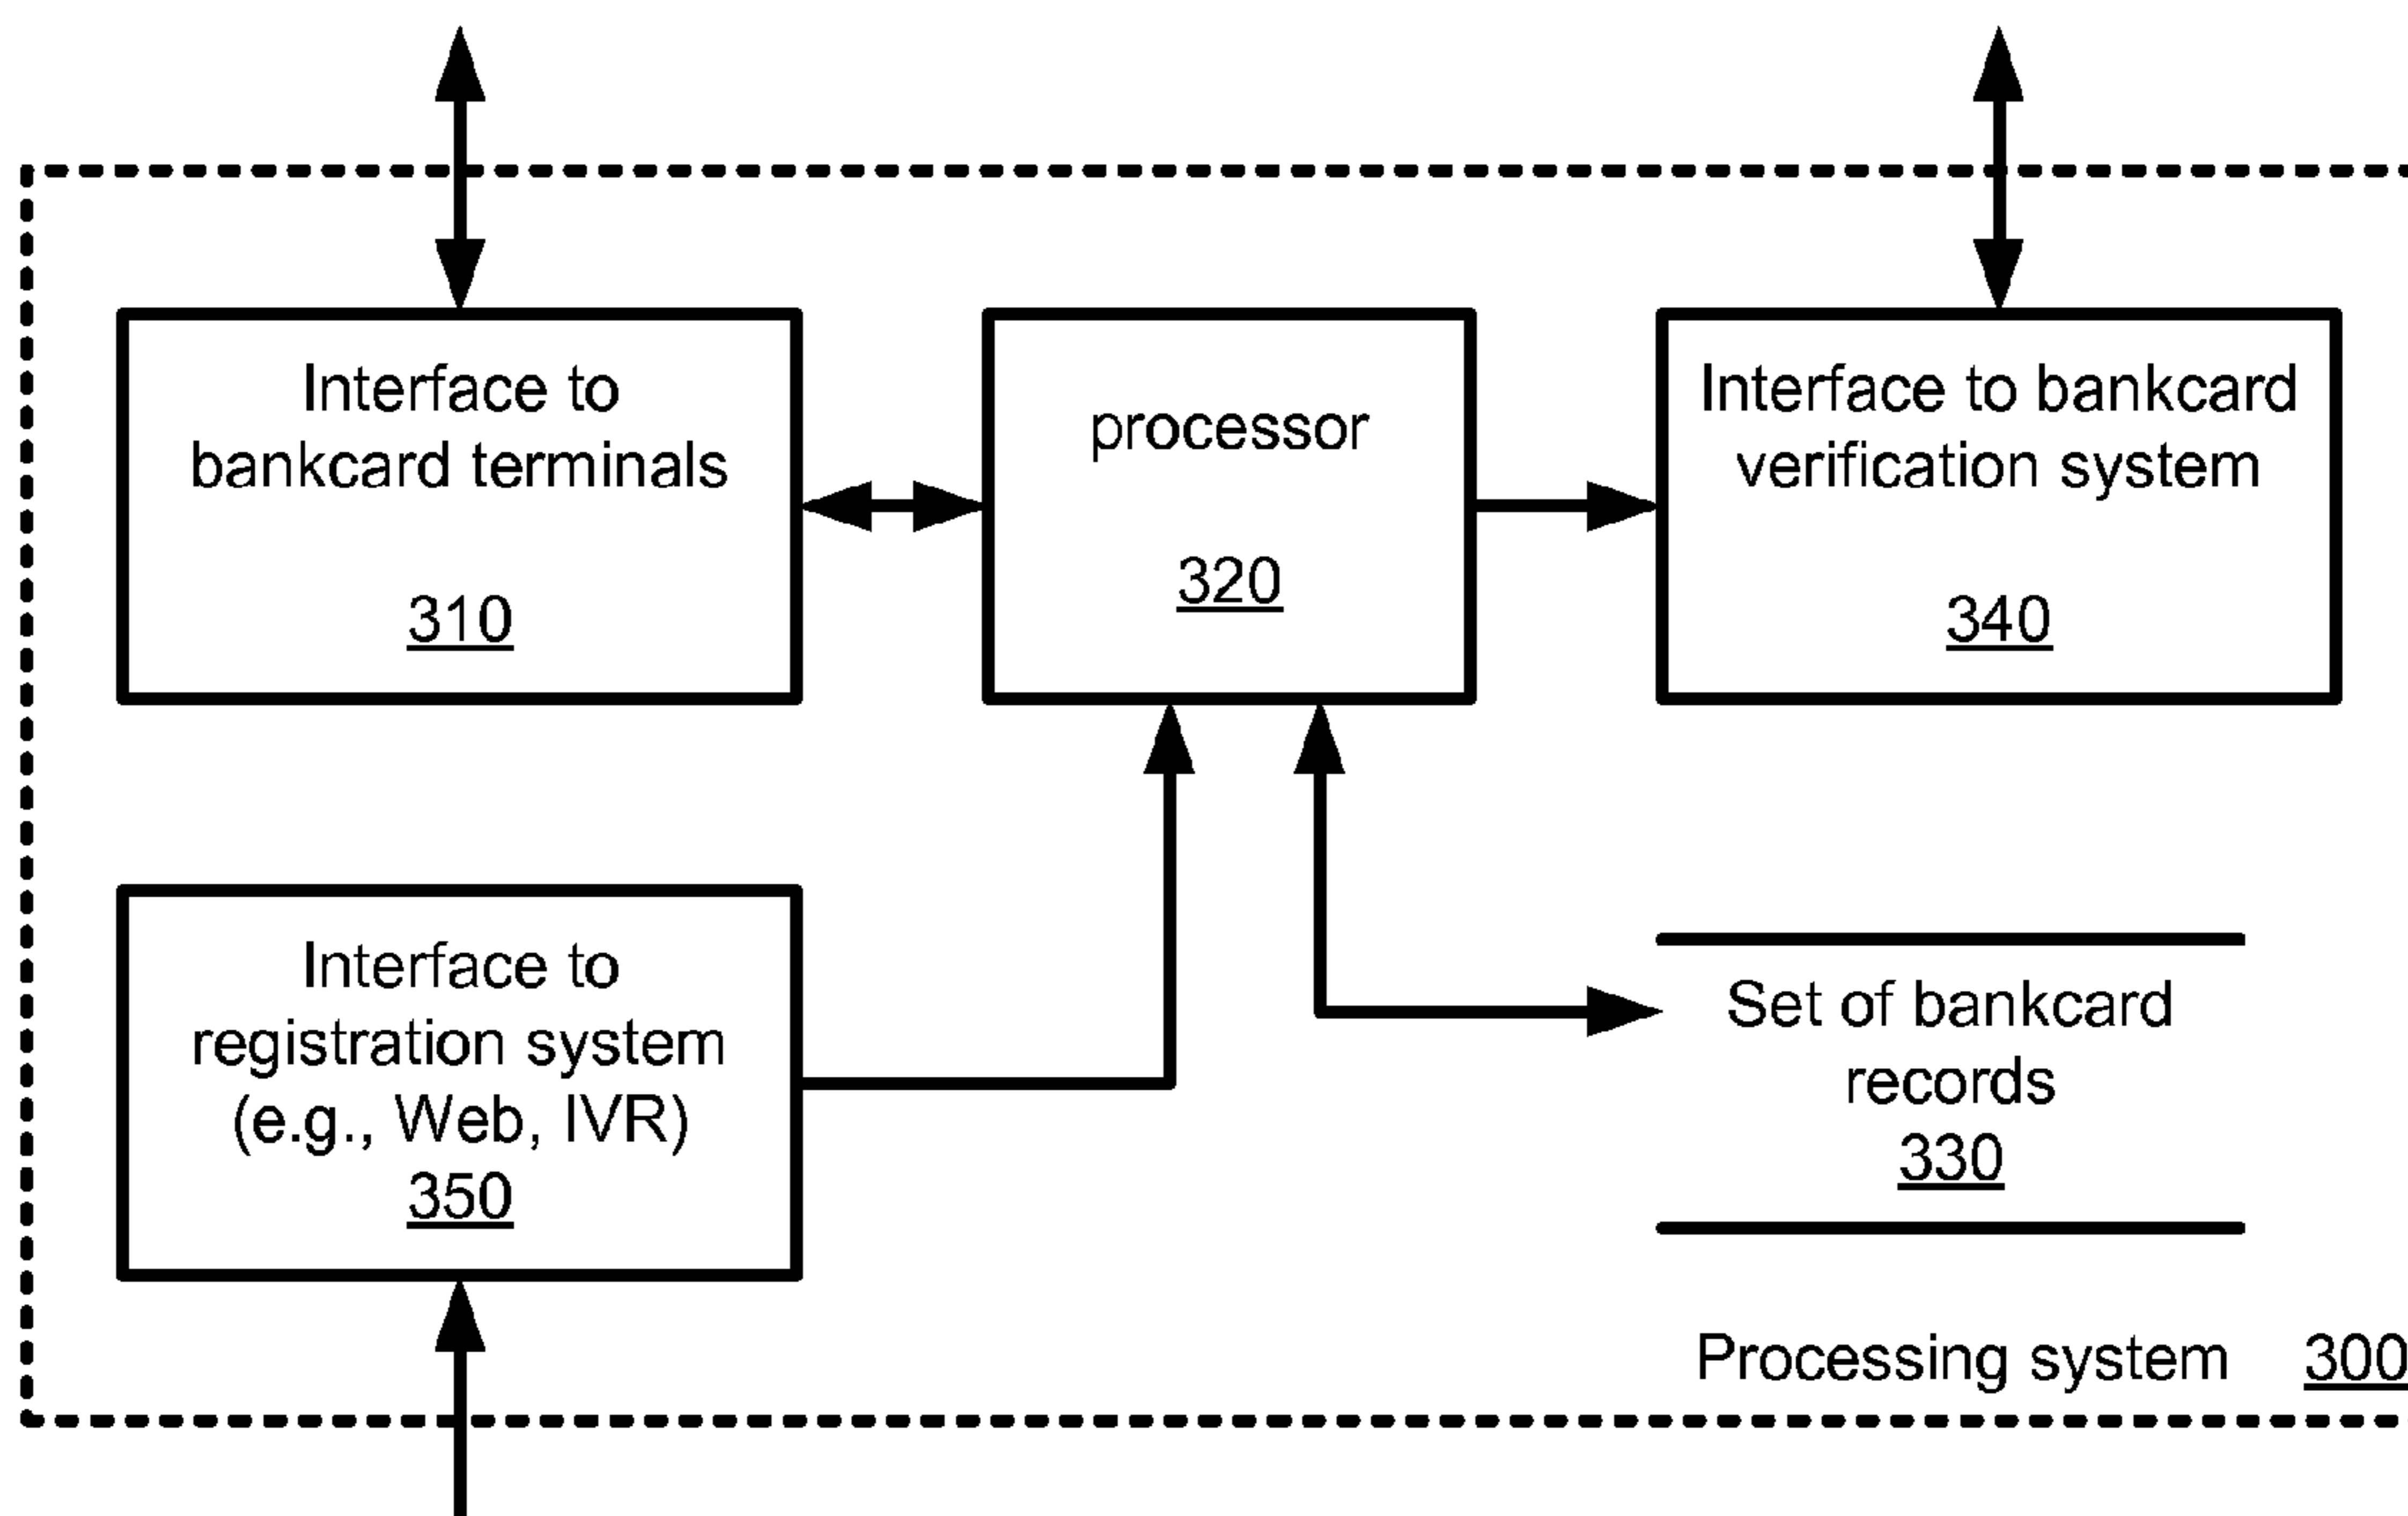 Interface to
bankcard terminals
310
processor
320
Interface to bankcard
verification system
340
Interface to
registration system
(e.g., Web, IVR)
350
Set of bankcard
records
330
Processing system 300